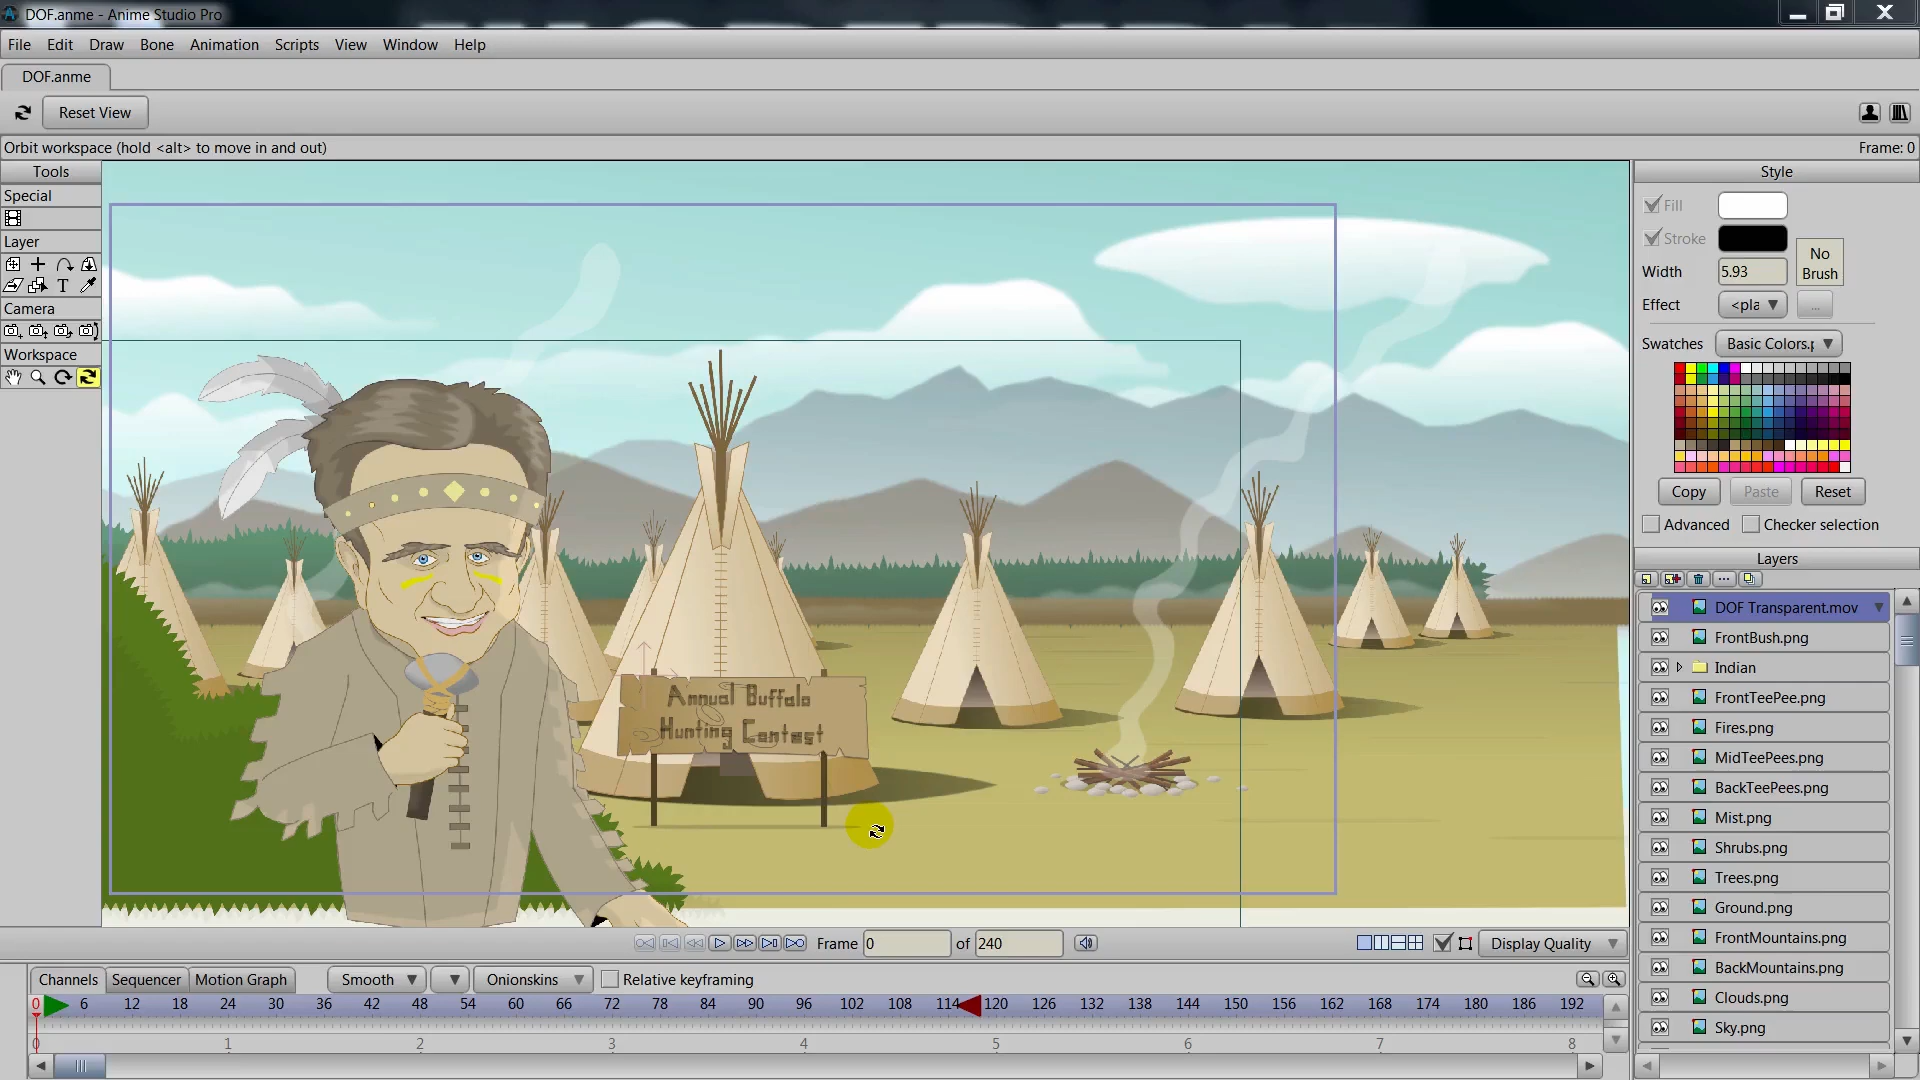 DOF.anme - Anime Studio Pro
File Edit Draw Bone Animation Scripts View Window Help
DOF.anme
Reset View
Orbit workspace (hold <alt> to move in and out)
Frame: 0
Tools
Special
Layer
T
Camera
Workspace
Annual Buffalo
Hunting Contest
Style
Fill
Stroke
No
Brush
Width 5.93
Effect <pla ...
Swatches Basic Colors.p
Copy Paste Reset
Advanced Checker selection
Layers
DOF Transparent.mov
FrontBush.png
Indian
FrontTeePee.png
Fires.png
MidTeePees.png
BackTeePees.png
Mist.png
Shrubs.png
Trees.png
Ground.png
FrontMountains.png
BackMountains.png
Clouds.png
Sky.png
Frame 0 of 240
Display Quality
Channels Sequencer Motion Graph Smooth Onionskins Relative keyframing
0 6 12 18 24 30 36 42 48 54 60 66 72 78 84 90 96 102 108 114 120 126 132 138 144 150 156 162 168 174 180 186 192
0 1 2 3 4 5 6 7 8